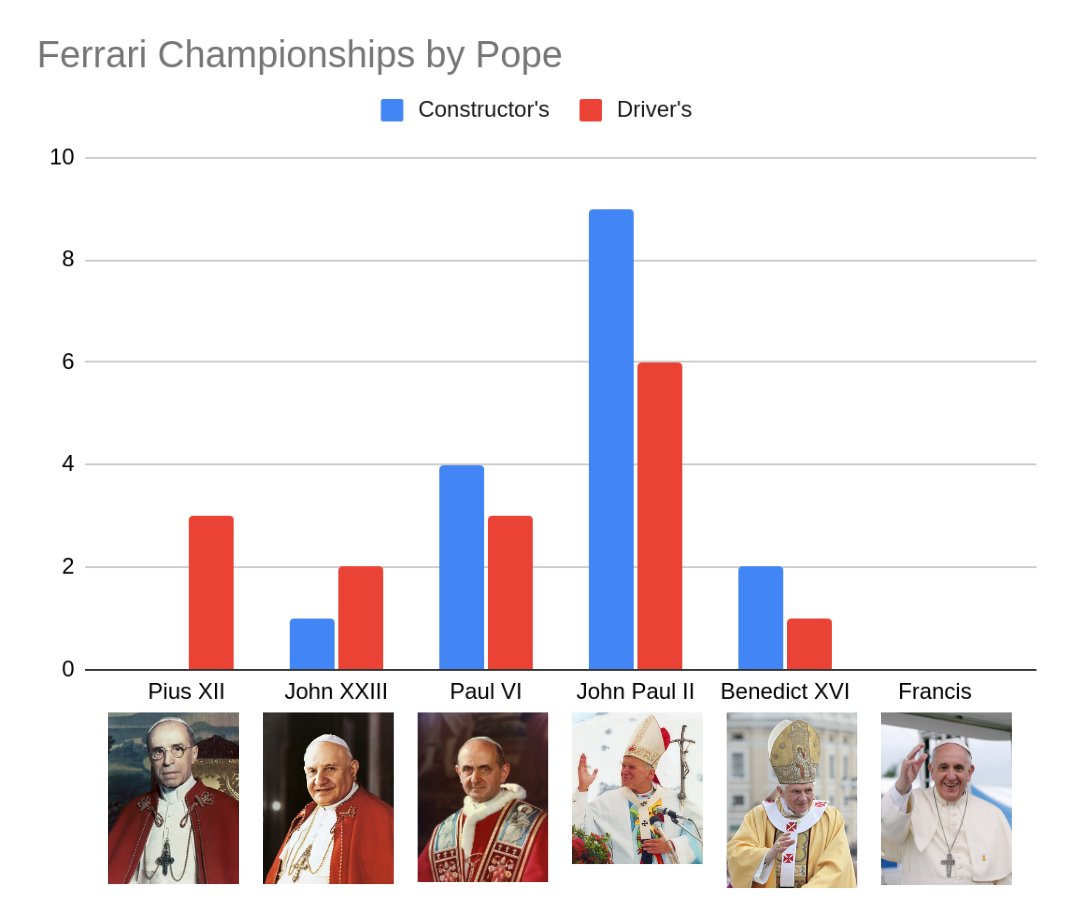 Ferrari Championships by Pope
Constructor's Driver's
10
8
6
4
2
0
Pius XII John XXIII Paul VI John Paul II Benedict XVI Francis